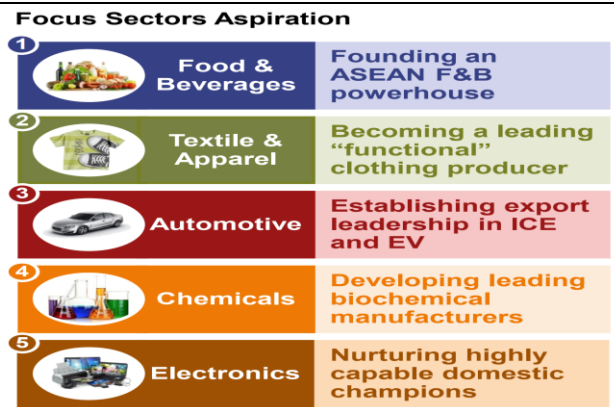 Focus Sectors Aspiration
1
Food &
Beverages
Founding an
ASEAN F&B
powerhouse
2
Textile &
Apparel
Becoming a leading
“functional”
clothing producer
3
Automotive
Establishing export
leadership in ICE
and EV
4
Chemicals
Developing leading
biochemical
manufacturers
5
Electronics
Nurturing highly
capable domestic
champions